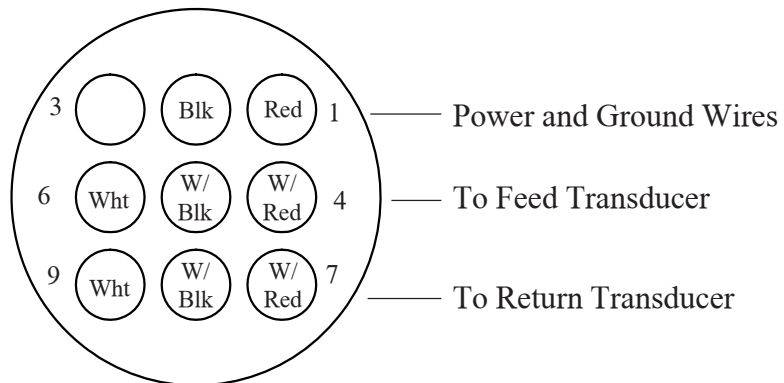 3 Blk Red 1 Power and Ground Wires
6 Wht W/ Blk W/ Red 4 To Feed Transducer
9 Wht W/ Blk W/ Red 7 To Return Transducer